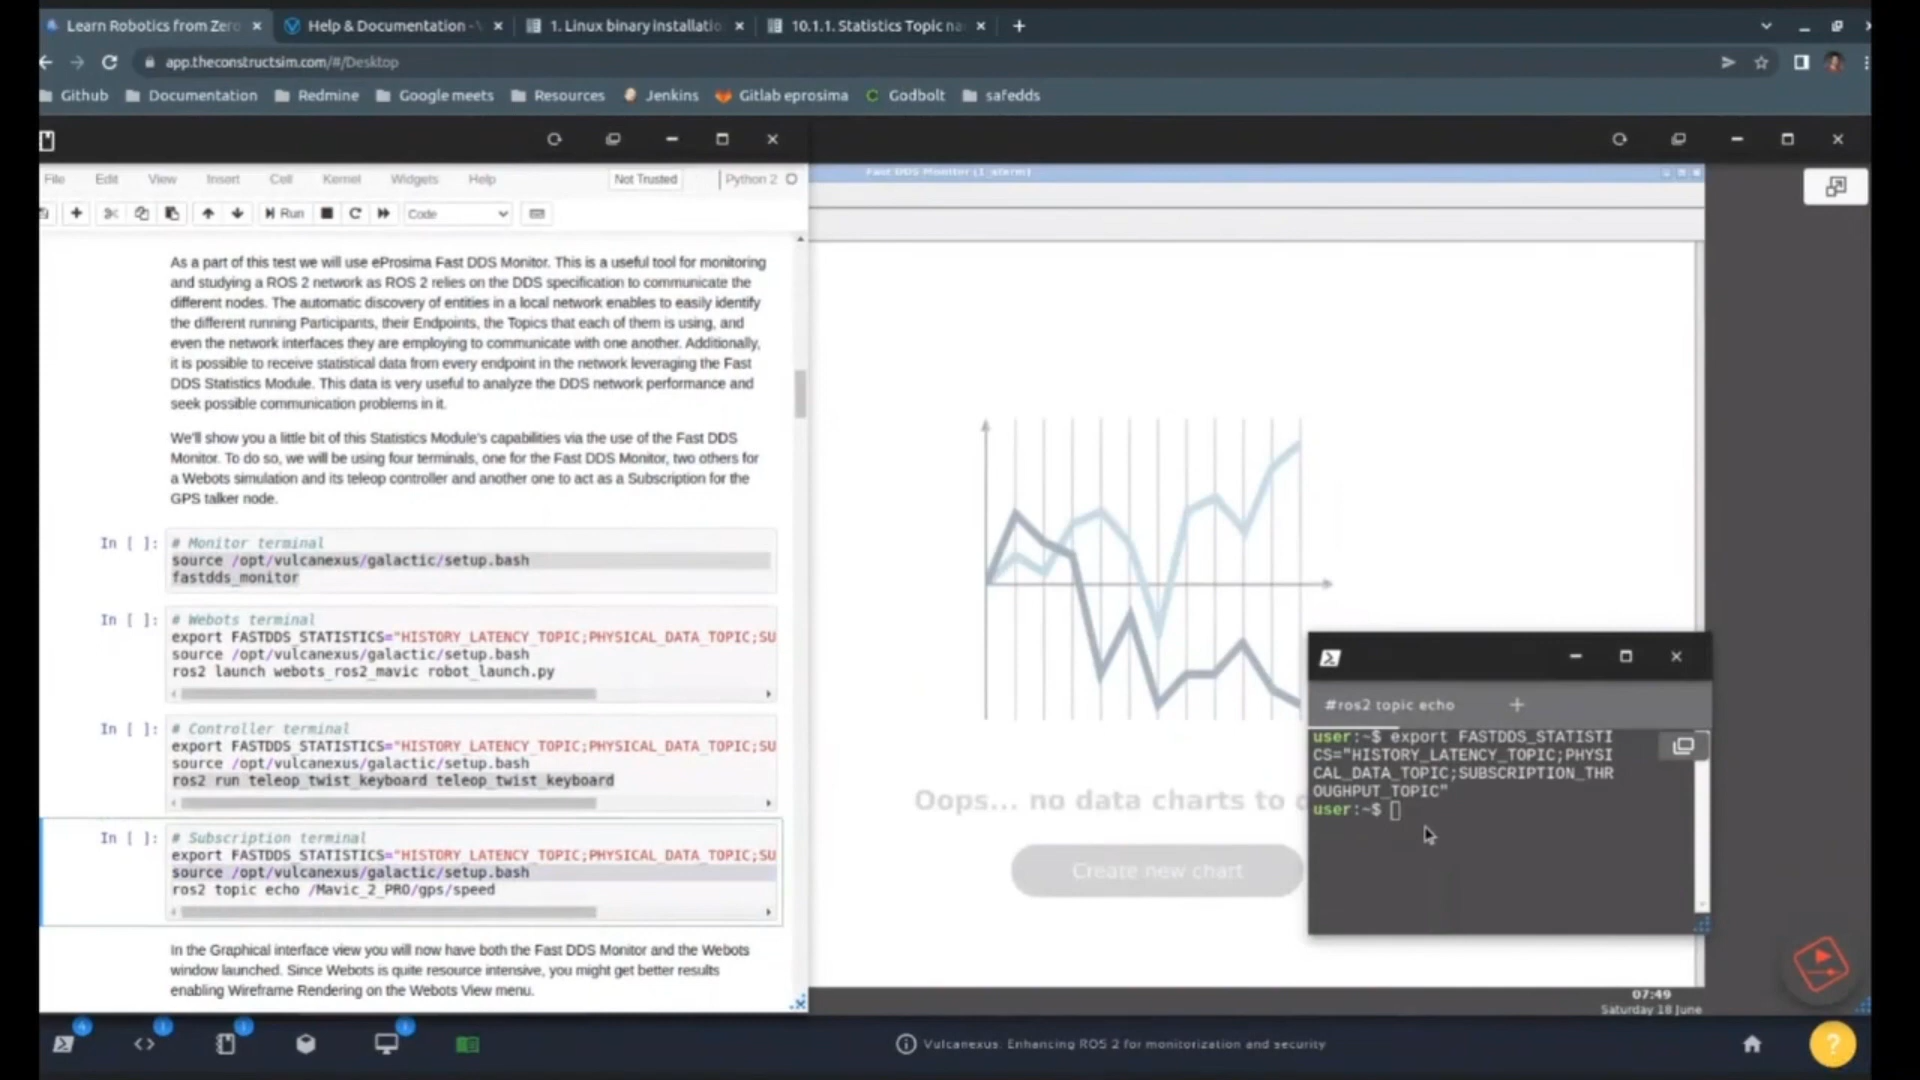 Learn Robotics from Zero
Help & Documentation -
1. Linux binary installatio
10.1.1. Statistics Topic na
app.theconstructsim.com/#/Desktop
Github
Documentation
Redmine
Google meets
Resources
Jenkins
Gitlab eprosima
Godbolt
safedds
File Edit View Insert Cell Kernel Widgets Help Not Trusted Python 2
Run Code
Fast DDS Monitor
As a part of this test we will use eProsima Fast DDS Monitor. This is a useful tool for monitoring
and studying a ROS 2 network as ROS 2 relies on the DDS specification to communicate the
different nodes. The automatic discovery of entities in a local network enables to easily identify
the different running Participants, their Endpoints, the Topics that each of them is using, and
even the network interfaces they are employing to communicate with one another. Additionally,
it is possible to receive statistical data from every endpoint in the network leveraging the Fast
DDS Statistics Module. This data is very useful to analyze the DDS network performance and
seek possible communication problems in it.
We'll show you a little bit of this Statistics Module's capabilities via the use of the Fast DDS
Monitor. To do so, we will be using four terminals, one for the Fast DDS Monitor, two others for
a Webots simulation and its teleop controller and another one to act as a Subscription for the
GPS talker node.
In [ ]: # Monitor terminal
source /opt/vulcanexus/galactic/setup.bash
fastdds_monitor
In [ ]: # Webots terminal
export FASTDDS_STATISTICS="HISTORY_LATENCY_TOPIC;PHYSICAL_DATA_TOPIC;SU
source /opt/vulcanexus/galactic/setup.bash
ros2 launch webots_ros2_mavic robot_launch.py
In [ ]: # Controller terminal
export FASTDDS_STATISTICS="HISTORY_LATENCY_TOPIC;PHYSICAL_DATA_TOPIC;SU
source /opt/vulcanexus/galactic/setup.bash
ros2 run teleop_twist_keyboard teleop_twist_keyboard
In [ ]: # Subscription terminal
export FASTDDS_STATISTICS="HISTORY_LATENCY_TOPIC;PHYSICAL_DATA_TOPIC;SU
source /opt/vulcanexus/galactic/setup.bash
ros2 topic echo /Mavic_2_PRO/gps/speed
In the Graphical interface view you will now have both the Fast DDS Monitor and the Webots
window launched. Since Webots is quite resource intensive, you might get better results
enabling Wireframe Rendering on the Webots View menu.
Oops... no data charts to
Create new chart
#ros2 topic echo
user:~$ export FASTDDS_STATISTI
CS="HISTORY_LATENCY_TOPIC;PHYSI
CAL_DATA_TOPIC;SUBSCRIPTION_THR
OUGHPUT_TOPIC"
user:~$
07:49
Saturday 18 June
4
1
1
1
Vulcanexus: Enhancing ROS 2 for monitorization and security
?